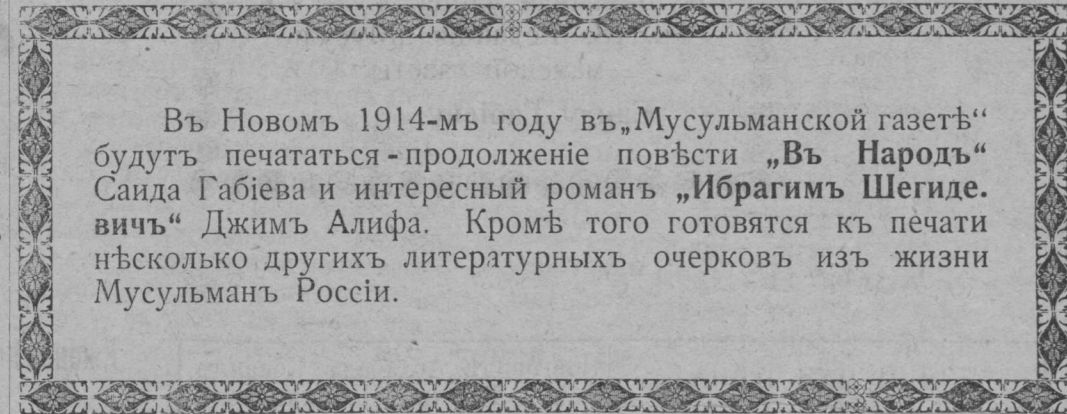 Въ Новомъ 1914-мъ году въ „Мусульманской газетѣ“
будутъ печататься - продолженіе повѣсти „Въ Народъ“
Саида Габіева и интересный романъ „Ибрагимъ Шегиде.
вичъ“ Джимъ Алифа. Кромѣ того готовятся къ печати
нѣсколько другихъ литературныхъ очерковъ изъ жизни
Мусульманъ Россіи.